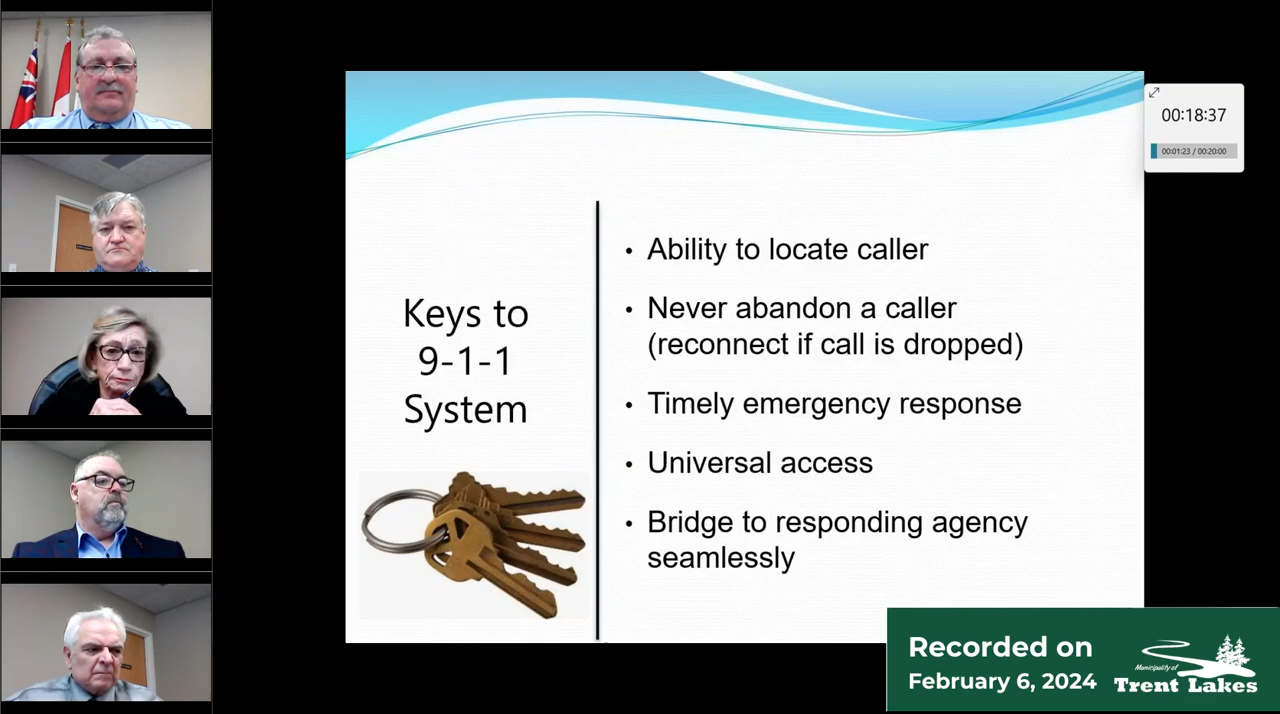 00:18:37
00:01:23 / 00:20:00
Keys to
9-1-1
System
• Ability to locate caller
• Never abandon a caller
(reconnect if call is dropped)
• Timely emergency response
• Universal access
• Bridge to responding agency
seamlessly
Recorded on
February 6, 2024
Municipality of
Trent Lakes